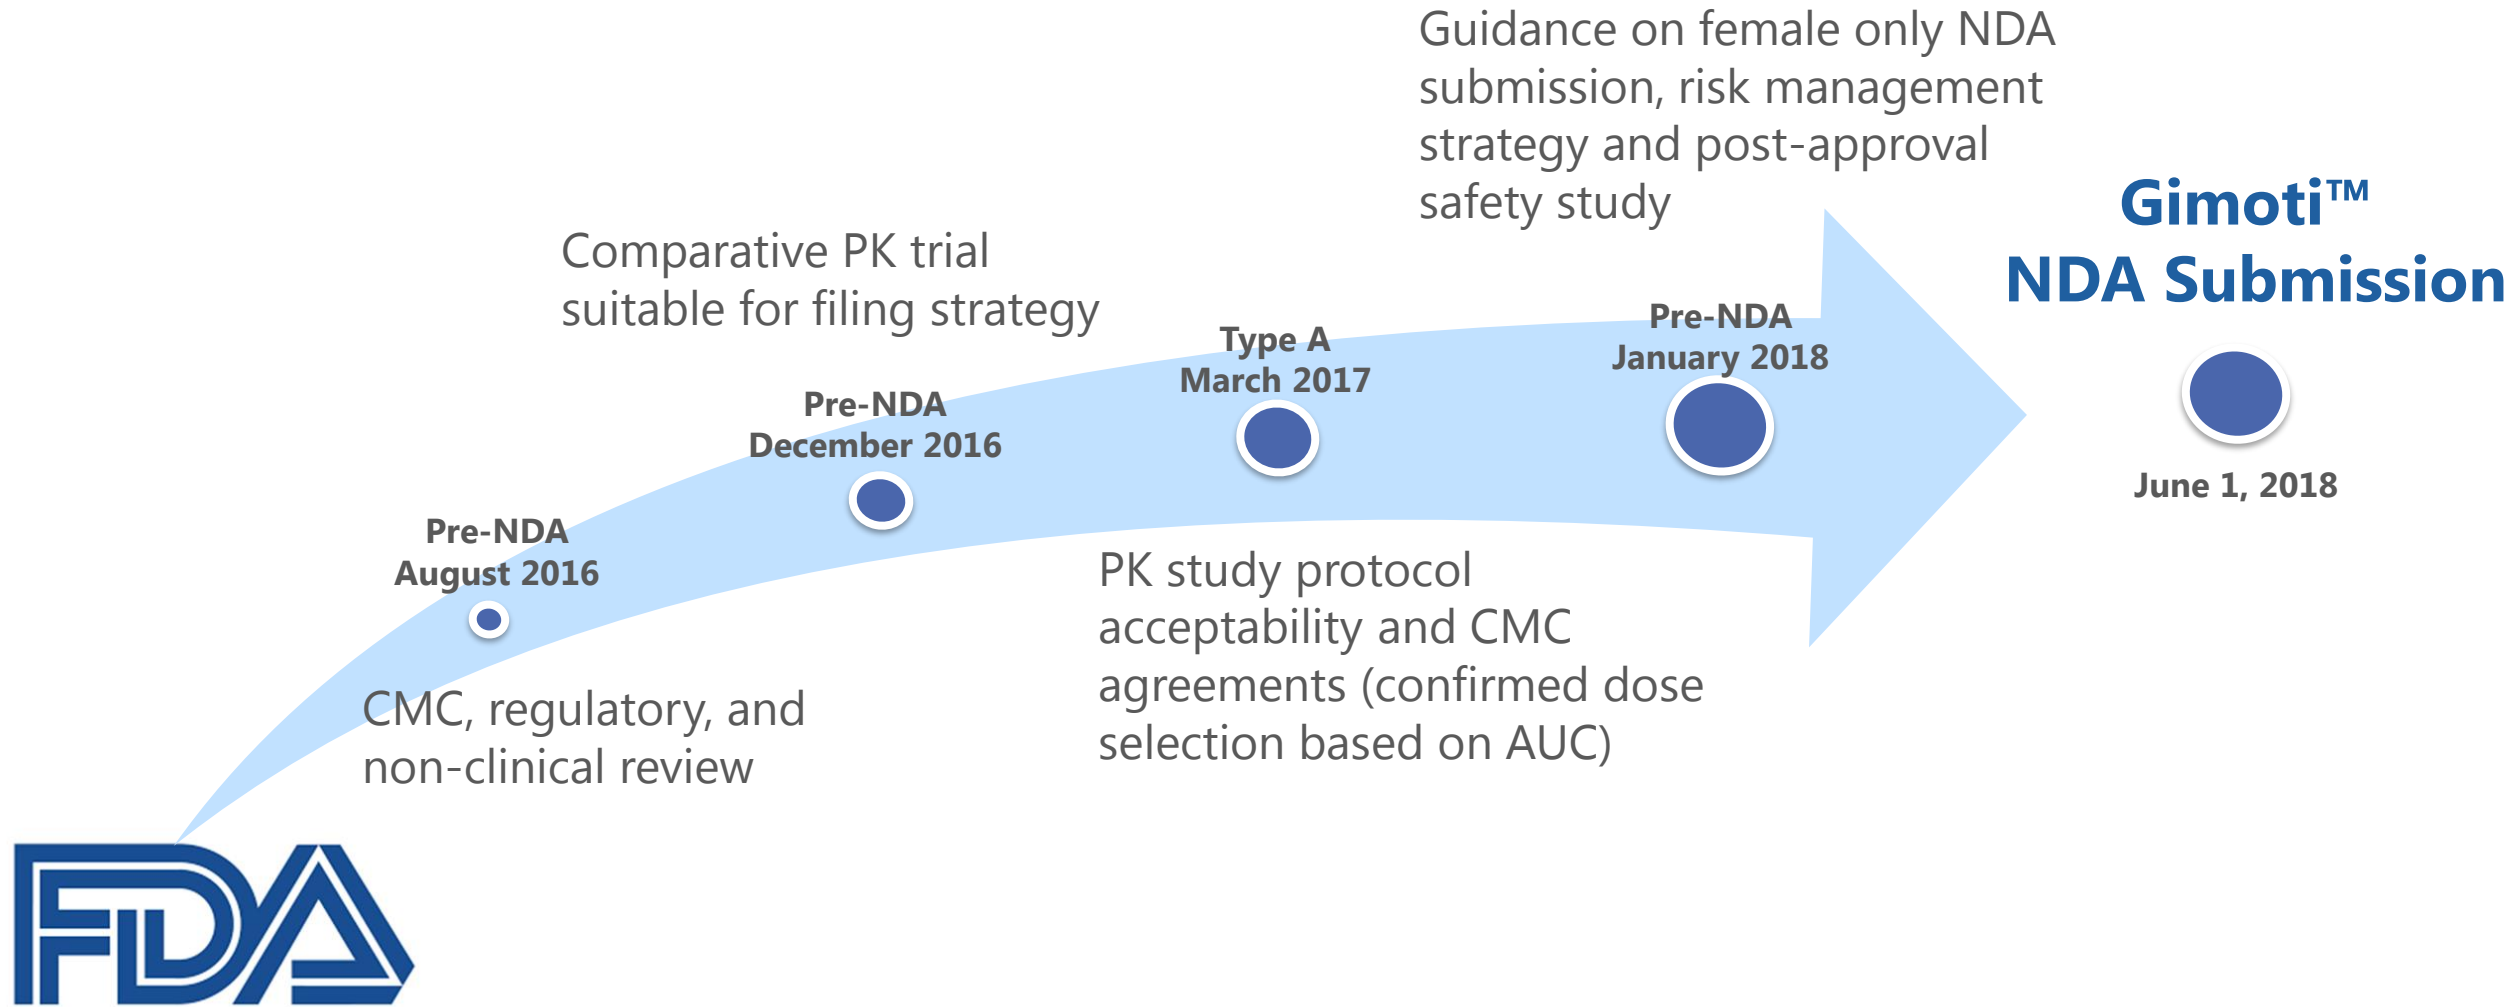 Guidance on female only NDA
submission, risk management
strategy and post-approval
safety study
Gimoti™
NDA Submission
Comparative PK trial
suitable for filing strategy
Pre-NDA
January 2018
Type A
March 2017
Pre-NDA
December 2016
June 1, 2018
Pre-NDA
August 2016
PK study protocol
acceptability and CMC
agreements (confirmed dose
selection based on AUC)
CMC, regulatory, and
non-clinical review
FDA